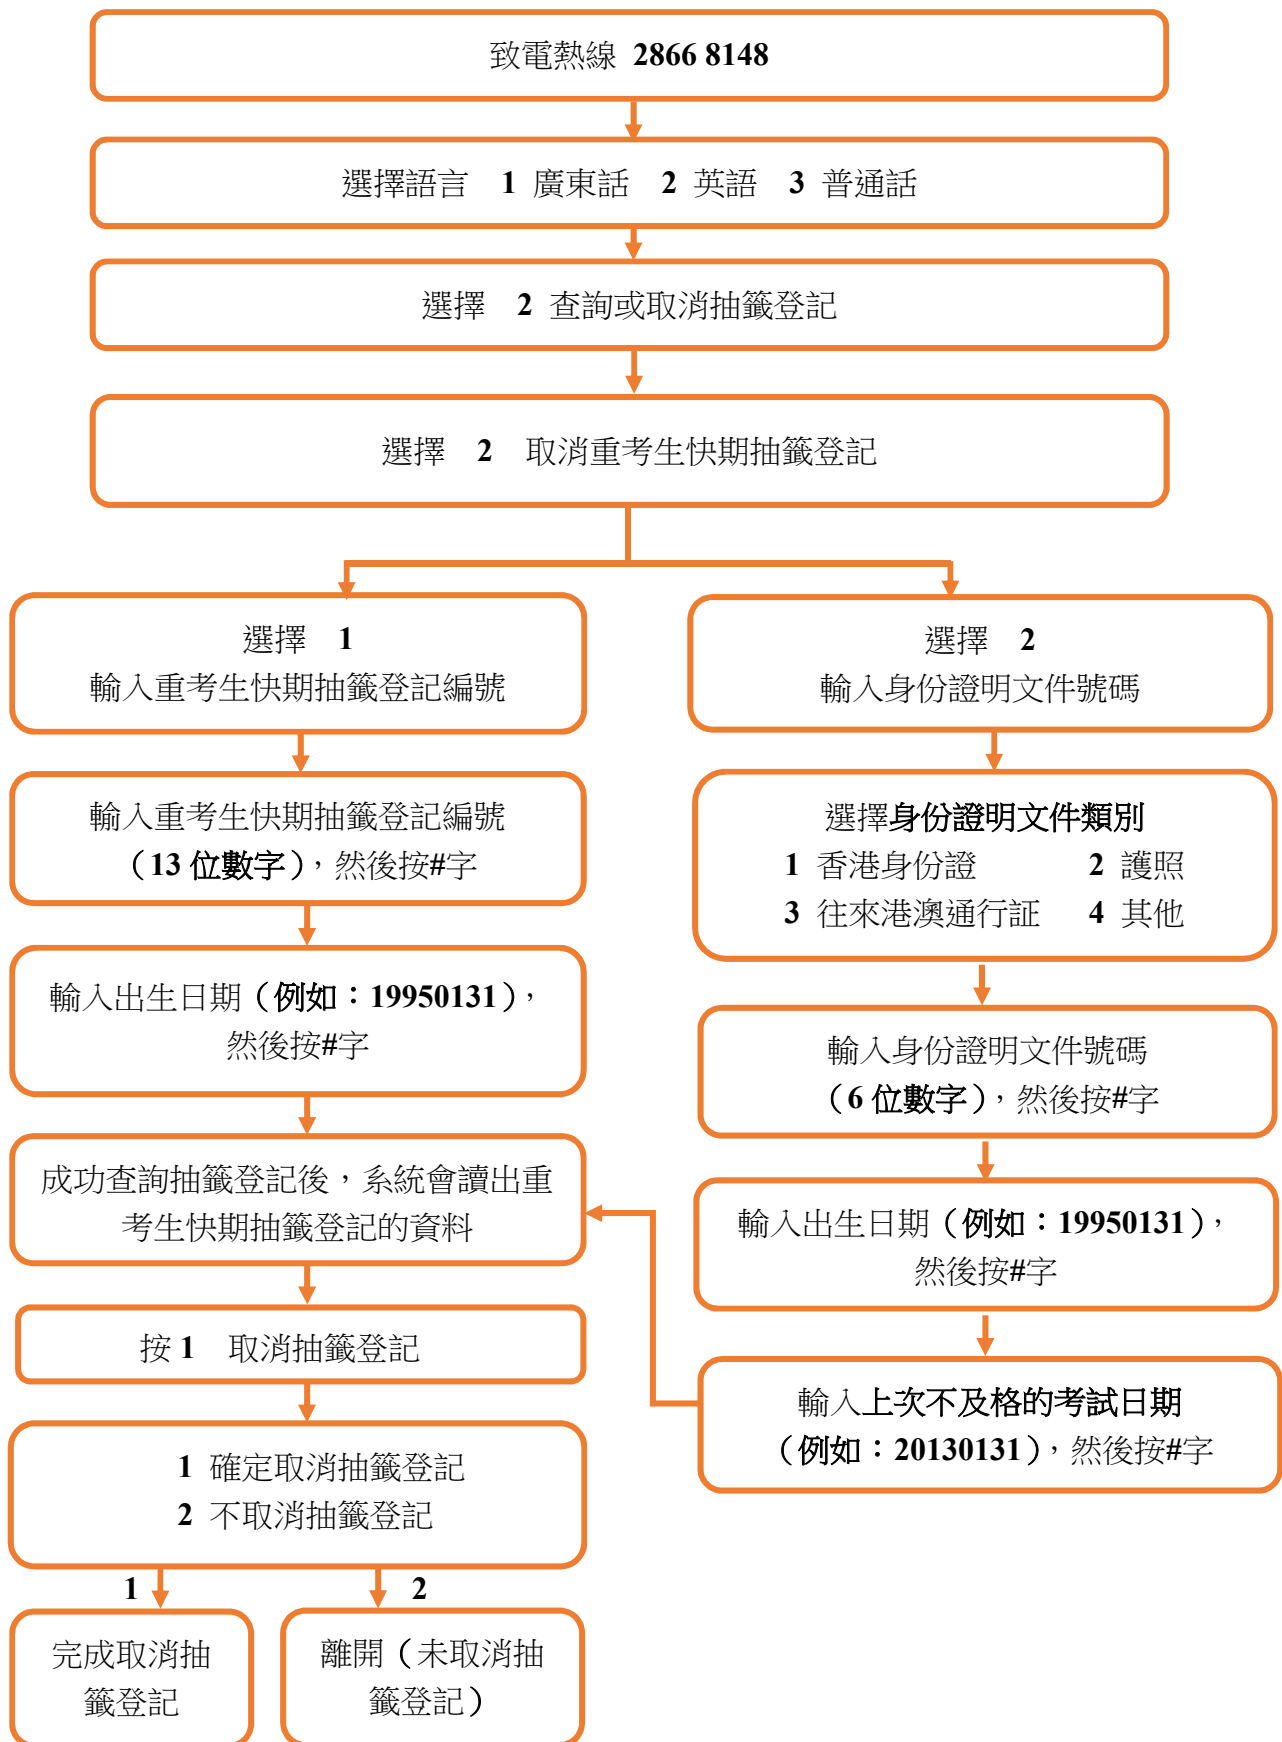 致電熱線 2866 8148
選擇語言 1 廣東話 2 英語 3 普通話
選擇 2 查詢或取消抽籤登記
選擇 2 取消重考生快期抽籤登記
選擇 1
輸入重考生快期抽籤登記編號
輸入重考生快期抽籤登記編號
（13 位數字），然後按#字
輸入出生日期（例如：19950131），
然後按#字
成功查詢抽籤登記後，系統會讀出重
考生快期抽籤登記的資料
按 1 取消抽籤登記
1 確定取消抽籤登記
2 不取消抽籤登記
1
2
完成取消抽
籤登記
離開（未取消抽
籤登記）
選擇 2
輸入身份證明文件號碼
選擇身份證明文件類別
1 香港身份證 2 護照
3 往來港澳通行証 4 其他
輸入身份證明文件號碼
（6 位數字），然後按#字
輸入出生日期（例如：19950131），
然後按#字
輸入上次不及格的考試日期
（例如：20130131），然後按#字